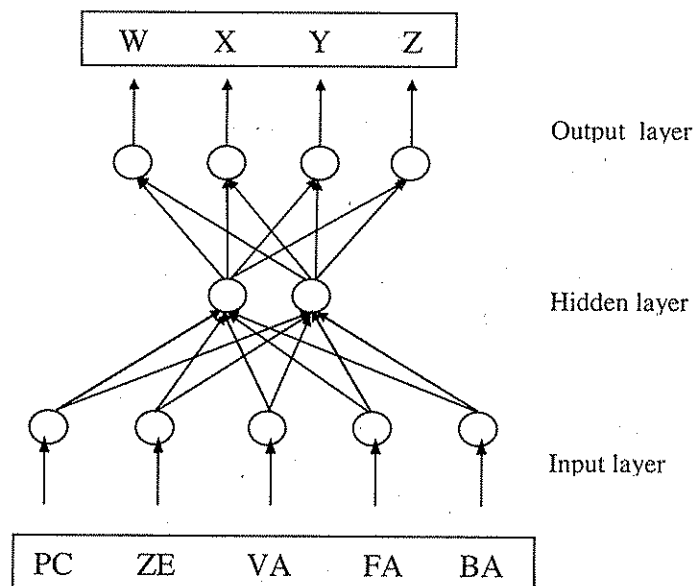 W X Y Z
Output layer
Hidden layer
Input layer
PC ZE VA FA BA